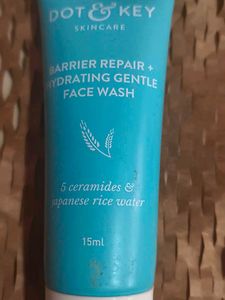 DOT & KEY
SKINCARE
BARRIER REPAIR +
HYDRATING GENTLE
FACE WASH
5 ceramides &
japanese rice water
15ml